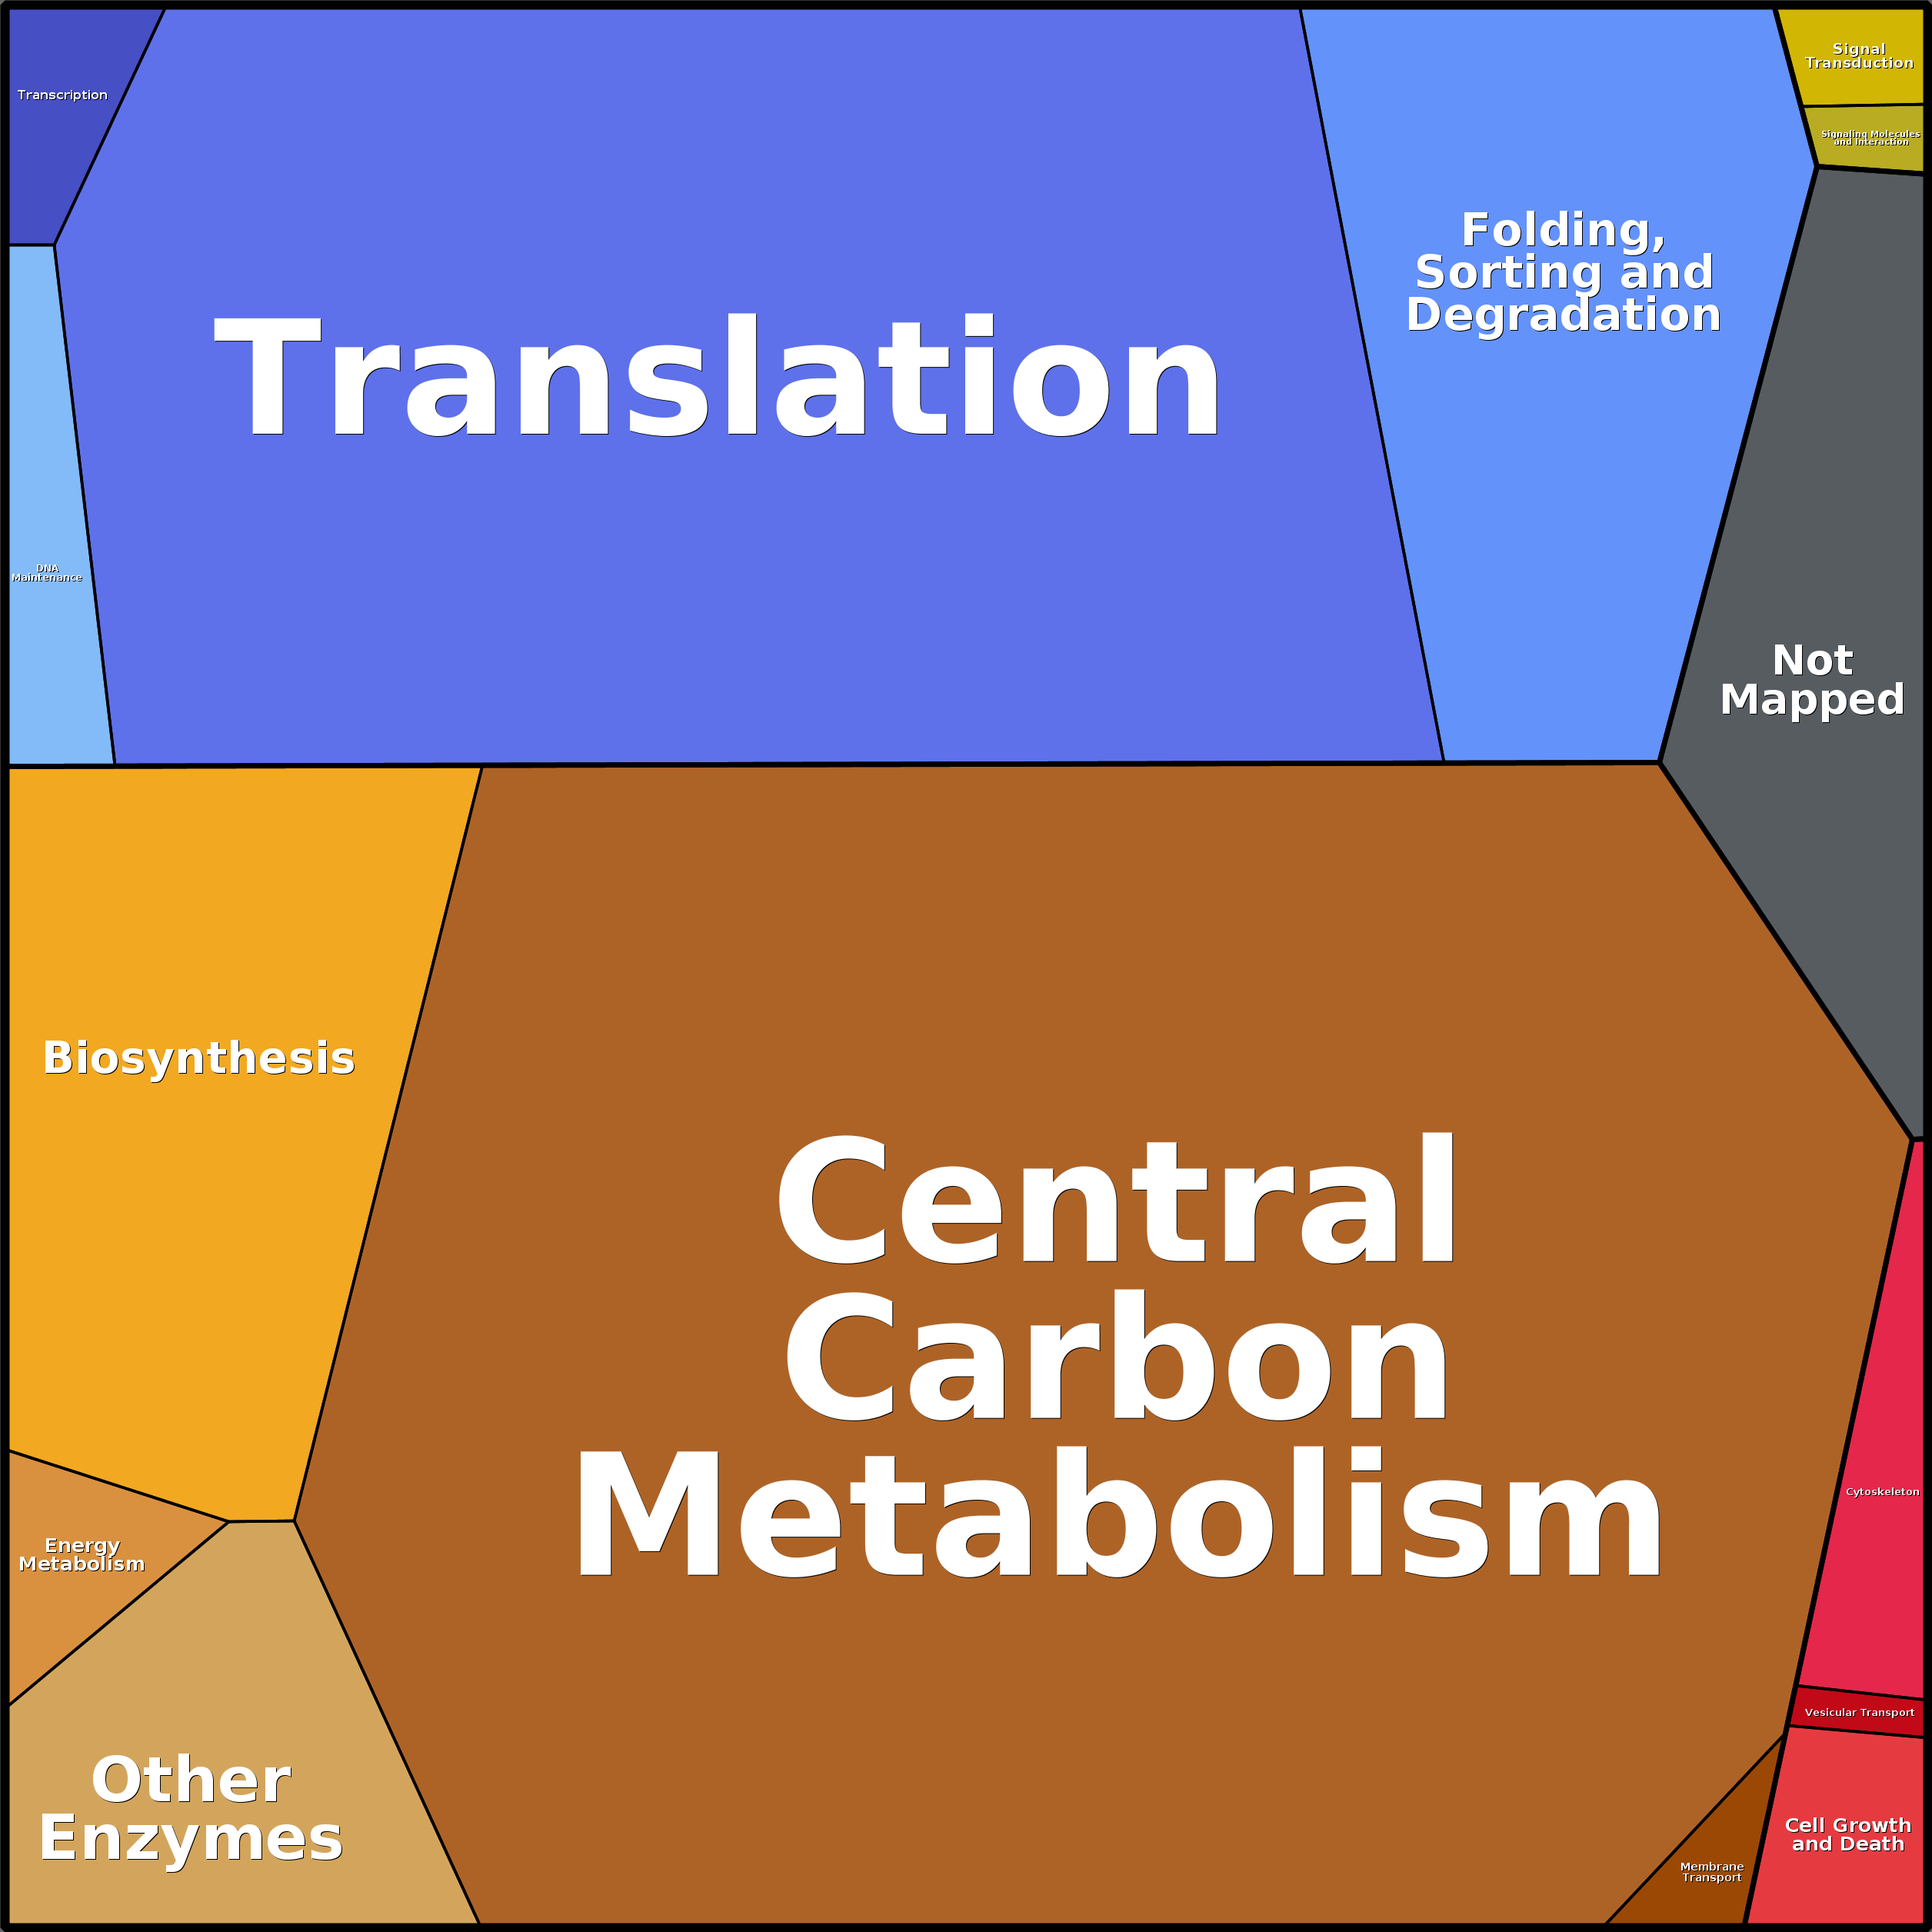 Transcription
Signal
Transduction
Signaling Molecules
and Interaction
Folding,
Sorting and
Degradation
Translation
DNA
Maintenance
Not
Mapped
Biosynthesis
Central
Carbon
Metabolism
Cytoskeleton
Energy
Metabolism
Vesicular Transport
Other
Enzymes
Cell Growth
and Death
Membrane
Transport